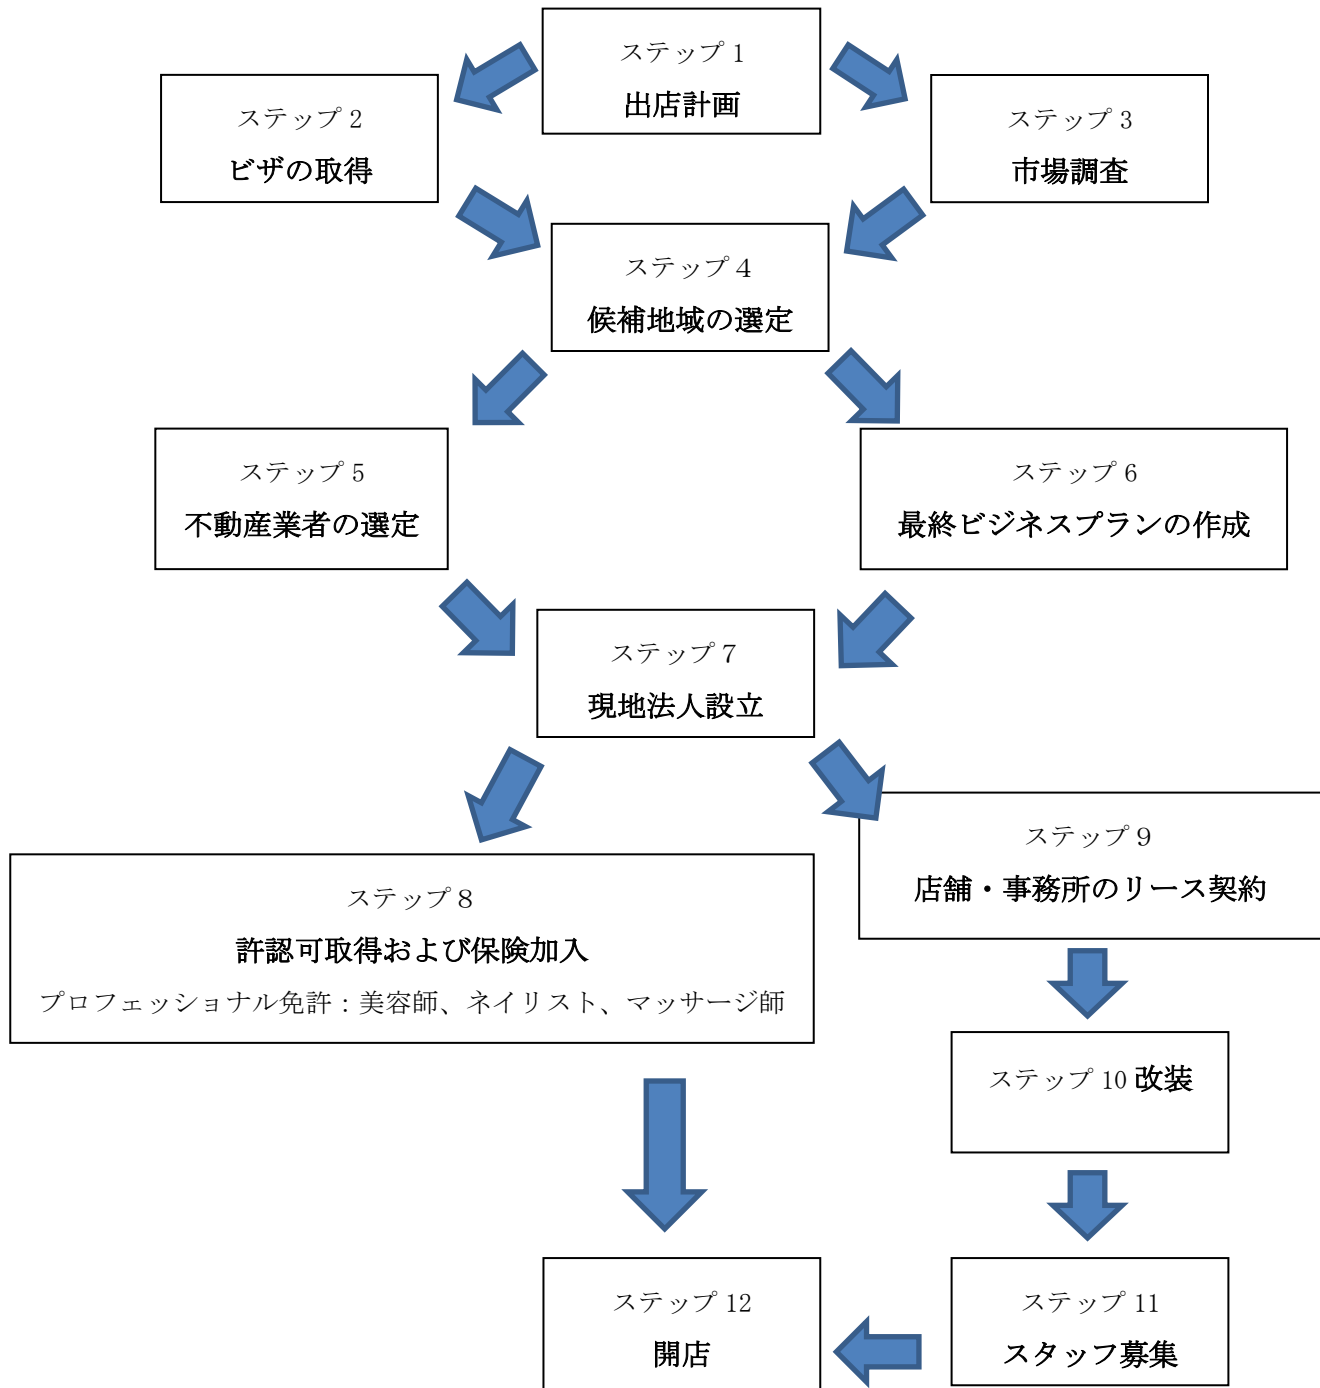 ステップ 1
出店計画
ステップ 2
ビザの取得
ステップ 3
市場調査
ステップ 4
候補地域の選定
ステップ 5
不動産業者の選定
ステップ 6
最終ビジネスプランの作成
ステップ 7
現地法人設立
ステップ 8
許認可取得および保険加入
プロフェッショナル免許：美容師、ネイリスト、マッサージ師
ステップ 9
店舗・事務所のリース契約
ステップ 10 改装
ステップ 11
スタッフ募集
ステップ 12
開店